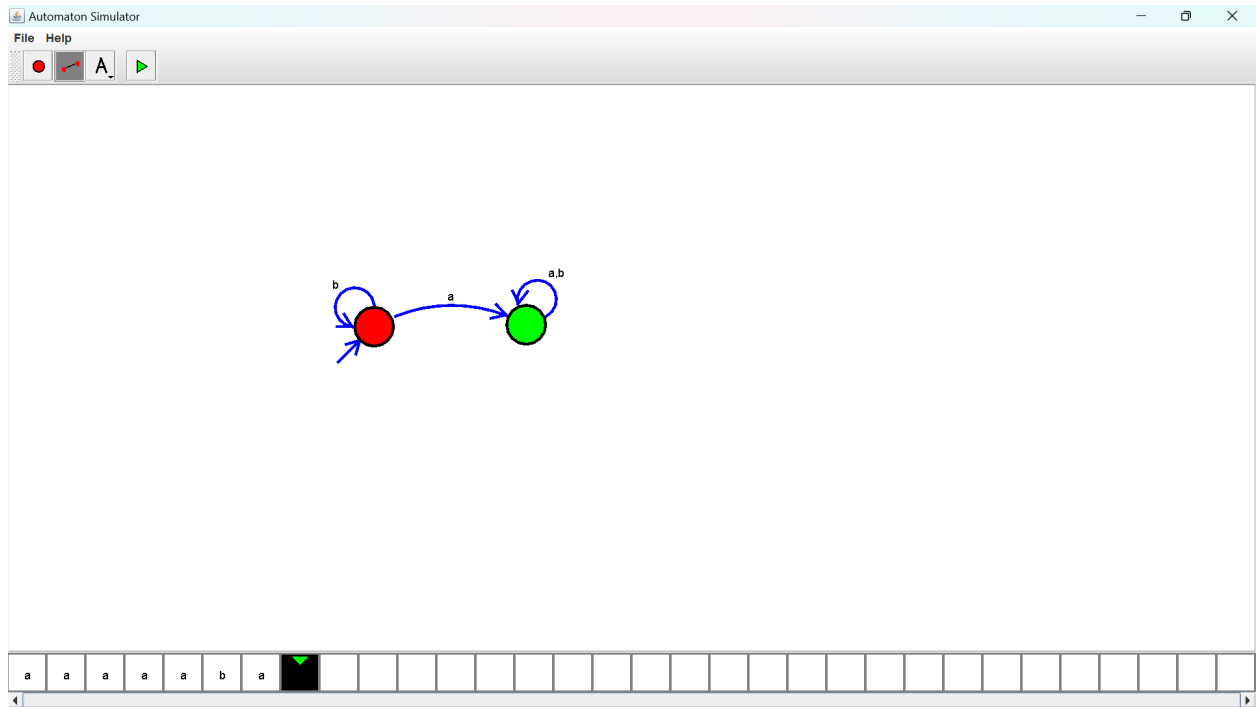 Automaton Simulator
File Help
A
a,b
b
a
a a a a a b a